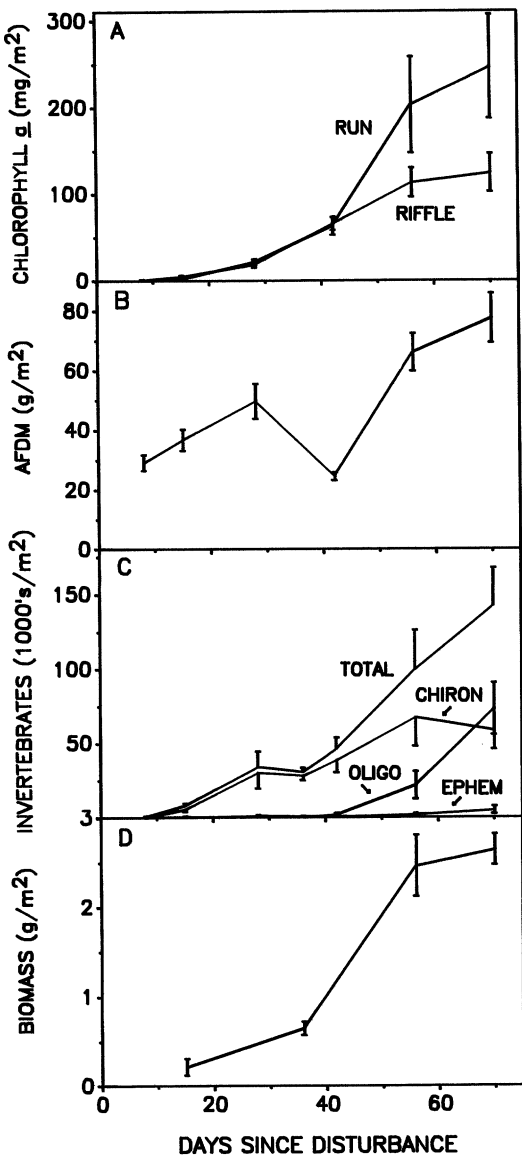 A
300
200
100
0
CHLOROPHYLL a (mg/m²)
RUN
RIFFLE
B
80
60
40
20
0
AFDM (g/m²)
C
150
100
50
INVERTEBRATES (1000's/m²)
TOTAL
CHIRON
OLIGO
EPHEM
3
D
2
1
0
BIOMASS (g/m²)
0 20 40 60
DAYS SINCE DISTURBANCE